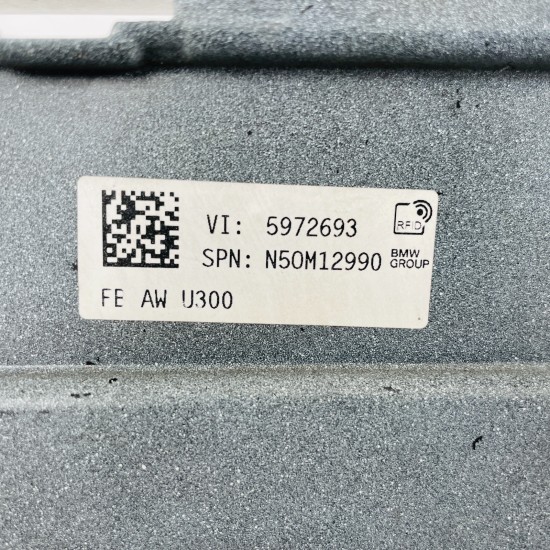 VI: 5972693
RFID
SPN: N50M12990
BMW
GROUP
FE AW U300